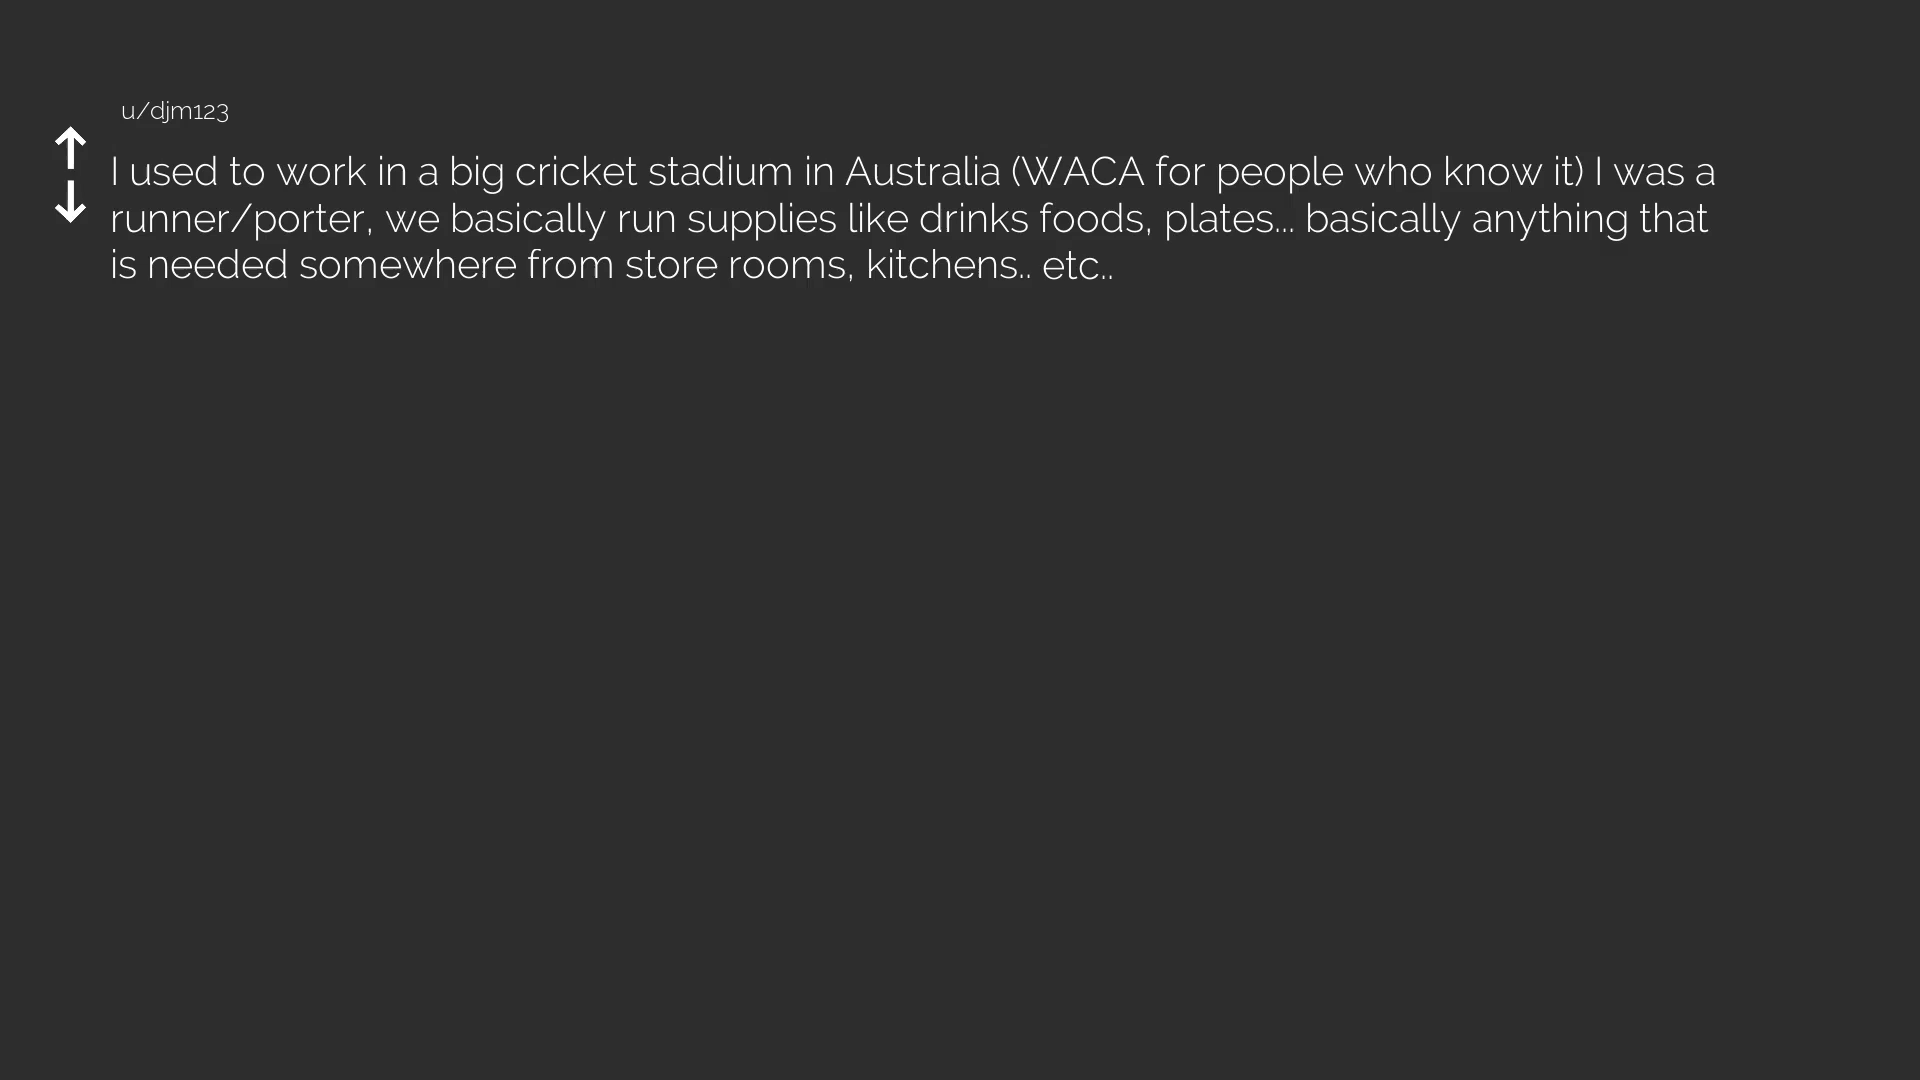 u/djm123
I used to work in a big cricket stadium in Australia (WACA for people who know it) I was a
runner/porter, we basically run supplies like drinks foods, plates... basically anything that
is needed somewhere from store rooms, kitchens.. etc..